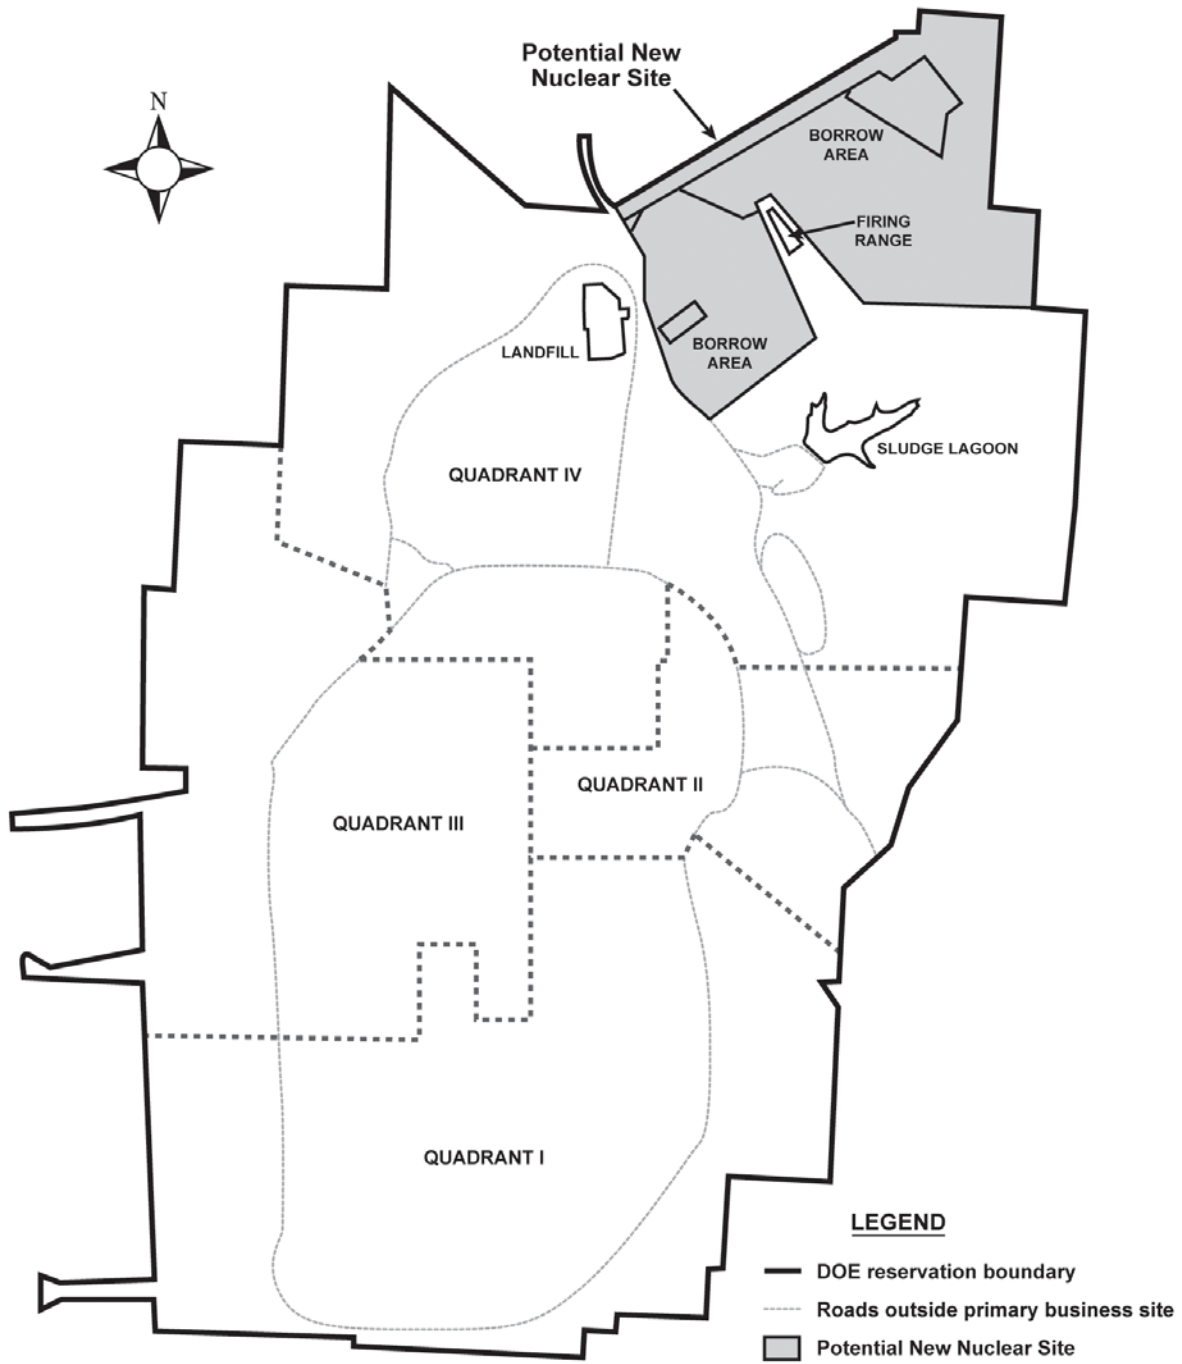 Potential New
Nuclear Site
N
BORROW
AREA
FIRING
RANGE
LANDFILL
BORROW
AREA
SLUDGE LAGOON
QUADRANT IV
QUADRANT II
QUADRANT III
QUADRANT I
LEGEND
DOE reservation boundary
Roads outside primary business site
Potential New Nuclear Site